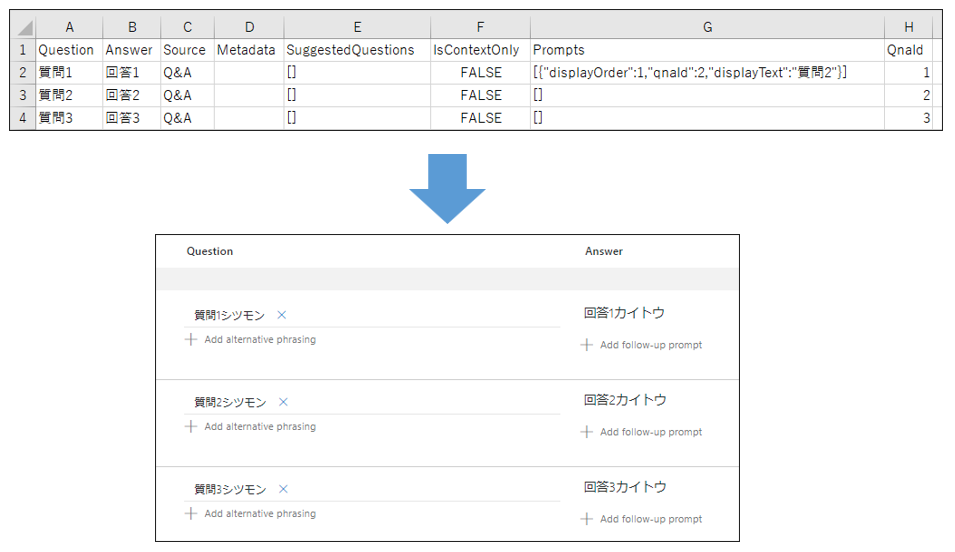 A B C D E F G H
1 Question Answer Source Metadata SuggestedQuestions IsContextOnly Prompts QnaId
2 質問1 回答1 Q&A [] FALSE [{"displayOrder":1,"qnaId":2,"displayText":"質問2"}] 1
3 質問2 回答2 Q&A [] FALSE [] 2
4 質問3 回答3 Q&A [] FALSE [] 3
Question Answer
質問1シツモン × 回答1カイトウ
+ Add alternative phrasing + Add follow-up prompt
質問2シツモン × 回答2カイトウ
+ Add alternative phrasing + Add follow-up prompt
質問3シツモン × 回答3カイトウ
+ Add alternative phrasing + Add follow-up prompt